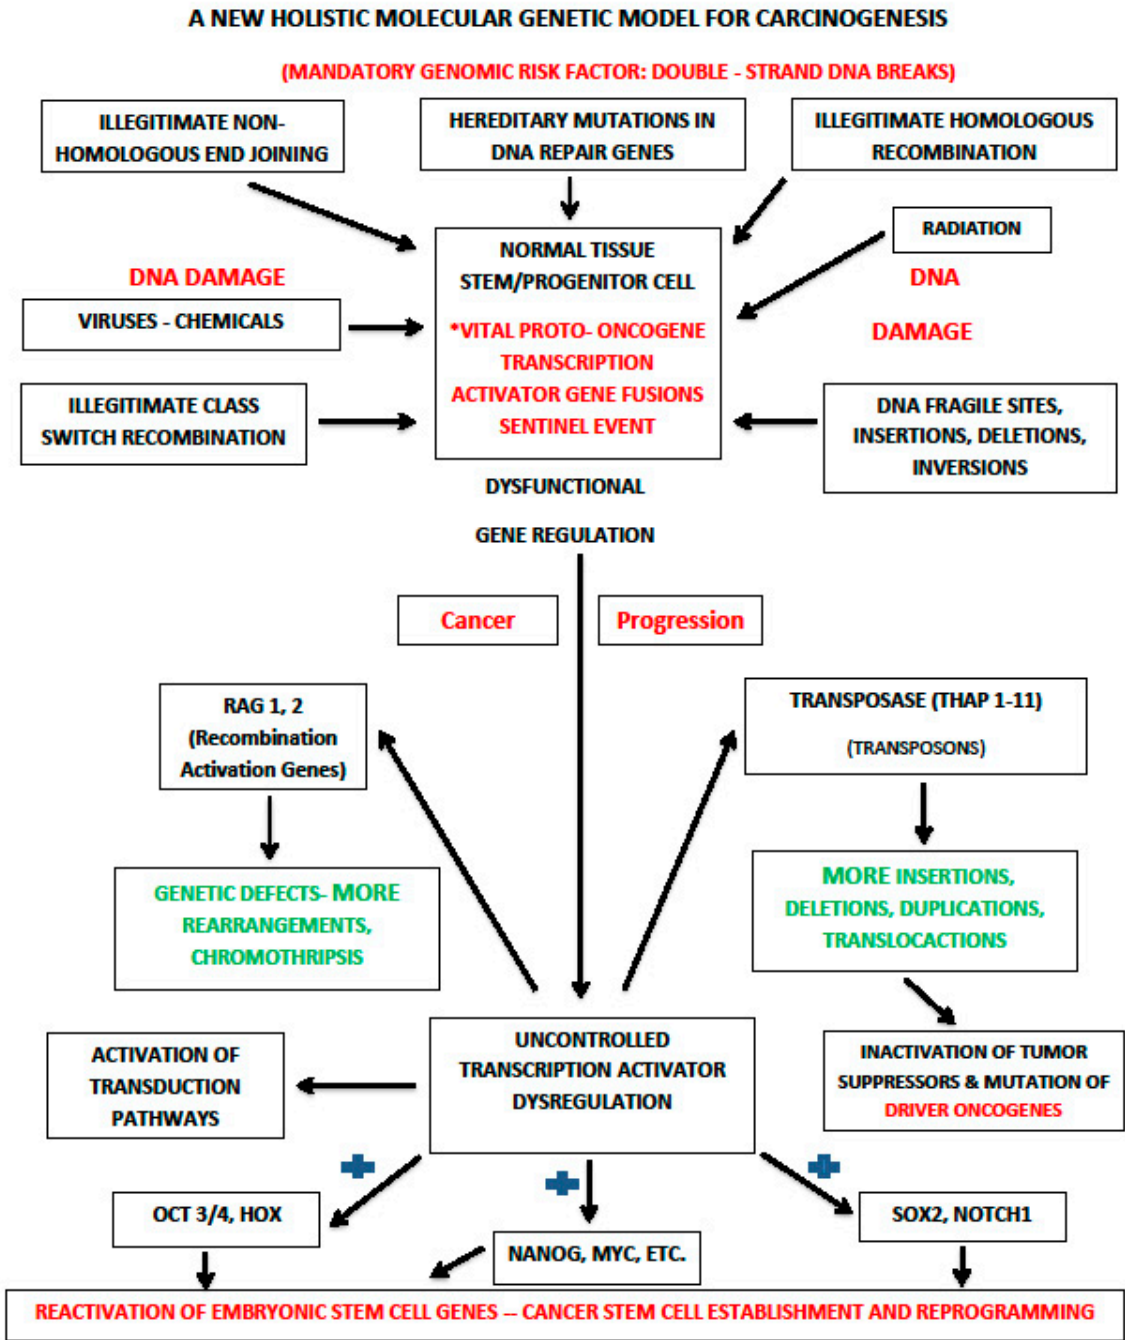 A NEW HOLISTIC MOLECULAR GENETIC MODEL FOR CARCINOGENESIS
(MANDATORY GENOMIC RISK FACTOR: DOUBLE - STRAND DNA BREAKS)
ILLEGITIMATE NON-
HOMOLOGOUS END JOINING
HEREDITARY MUTATIONS IN
DNA REPAIR GENES
ILLEGITIMATE HOMOLOGOUS
RECOMBINATION
NORMAL TISSUE
STEM/PROGENITOR CELL
*VITAL PROTO- ONCOGENE
TRANSCRIPTION
ACTIVATOR GENE FUSIONS
SENTINEL EVENT
RADIATION
DNA DAMAGE
VIRUSES - CHEMICALS
DNA
DAMAGE
ILLEGITIMATE CLASS
SWITCH RECOMBINATION
DNA FRAGILE SITES,
INSERTIONS, DELETIONS,
INVERSIONS
DYSFUNCTIONAL
GENE REGULATION
Cancer
Progression
RAG 1, 2
(Recombination
Activation Genes)
TRANSPOSASE (THAP 1-11)
(TRANSPOSONS)
GENETIC DEFECTS- MORE
REARRANGEMENTS,
CHROMOTHRIPSIS
MORE INSERTIONS,
DELETIONS, DUPLICATIONS,
TRANSLOCACTIONS
ACTIVATION OF
TRANSDUCTION
PATHWAYS
UNCONTROLLED
TRANSCRIPTION ACTIVATOR
DYSREGULATION
INACTIVATION OF TUMOR
SUPPRESSORS & MUTATION OF
DRIVER ONCOGENES
OCT 3/4, HOX
NANOG, MYC, ETC.
SOX2, NOTCH1
REACTIVATION OF EMBRYONIC STEM CELL GENES -- CANCER STEM CELL ESTABLISHMENT AND REPROGRAMMING